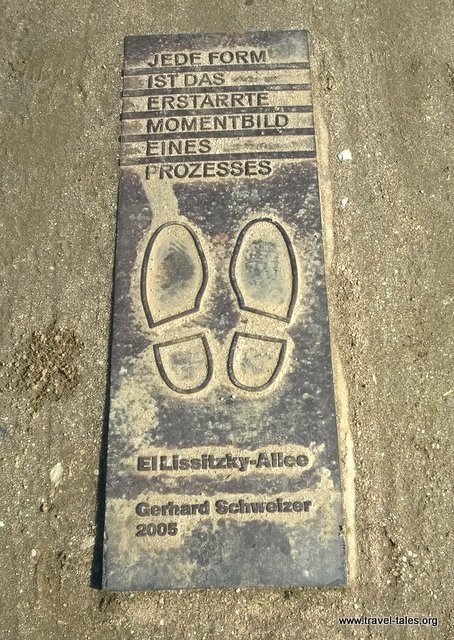 JEDE FORM
IST DAS
ERSTARRTE
MOMENTBILD
EINES
PROZESSES
El Lissitzky-Allee
Gerhard Schweizer
2005
www.travel-tales.org